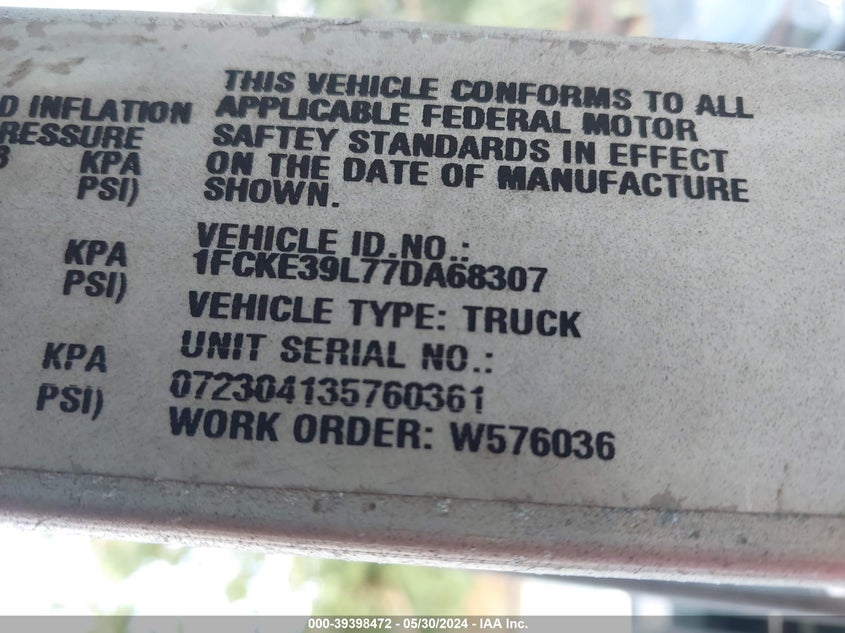 THIS VEHICLE CONFORMS TO ALL
D INFLATION APPLICABLE FEDERAL MOTOR
RESSURE SAFTEY STANDARDS IN EFFECT
KPA ON THE DATE OF MANUFACTURE
PSI) SHOWN.
KPA VEHICLE ID.NO.:
PSI) 1FCKE39L77DA68307
VEHICLE TYPE: TRUCK
KPA UNIT SERIAL NO.:
PSI) 072304135760361
WORK ORDER: W576036
000-39398472 — 05/30/2024 — IAA Inc.